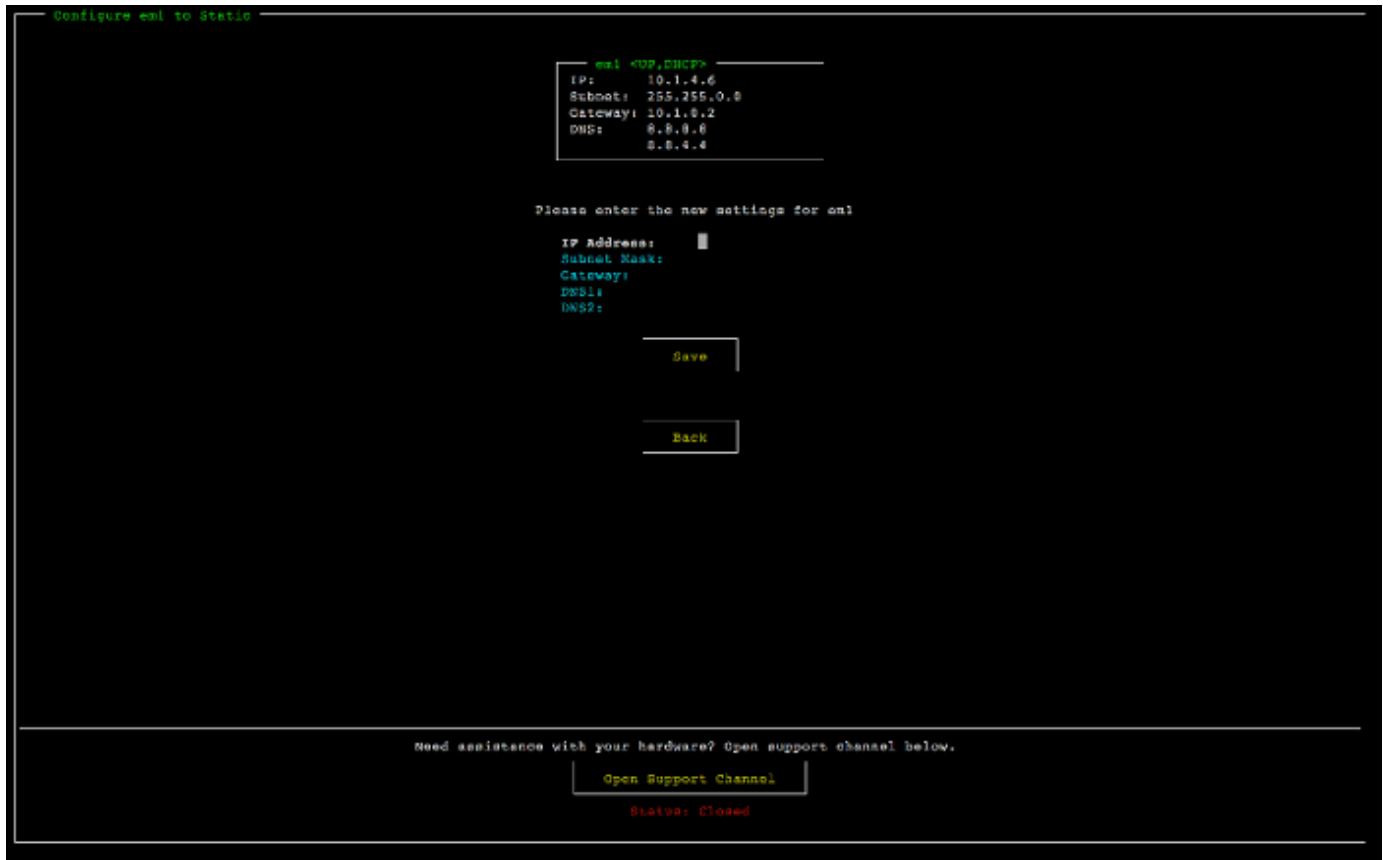 Configure em1 to Static
em1 <UP,DHCP>
IP: 10.1.4.6
Subnet: 255.255.0.0
Gateway: 10.1.0.2
DNS: 8.8.8.8
8.8.4.4
Please enter the new settings for em1
IP Address:
Subnet Mask:
Gateway:
DNS1:
DNS2:
Save
Back
Need assistance with your hardware? Open support channel below.
Open Support Channel
Status: Closed